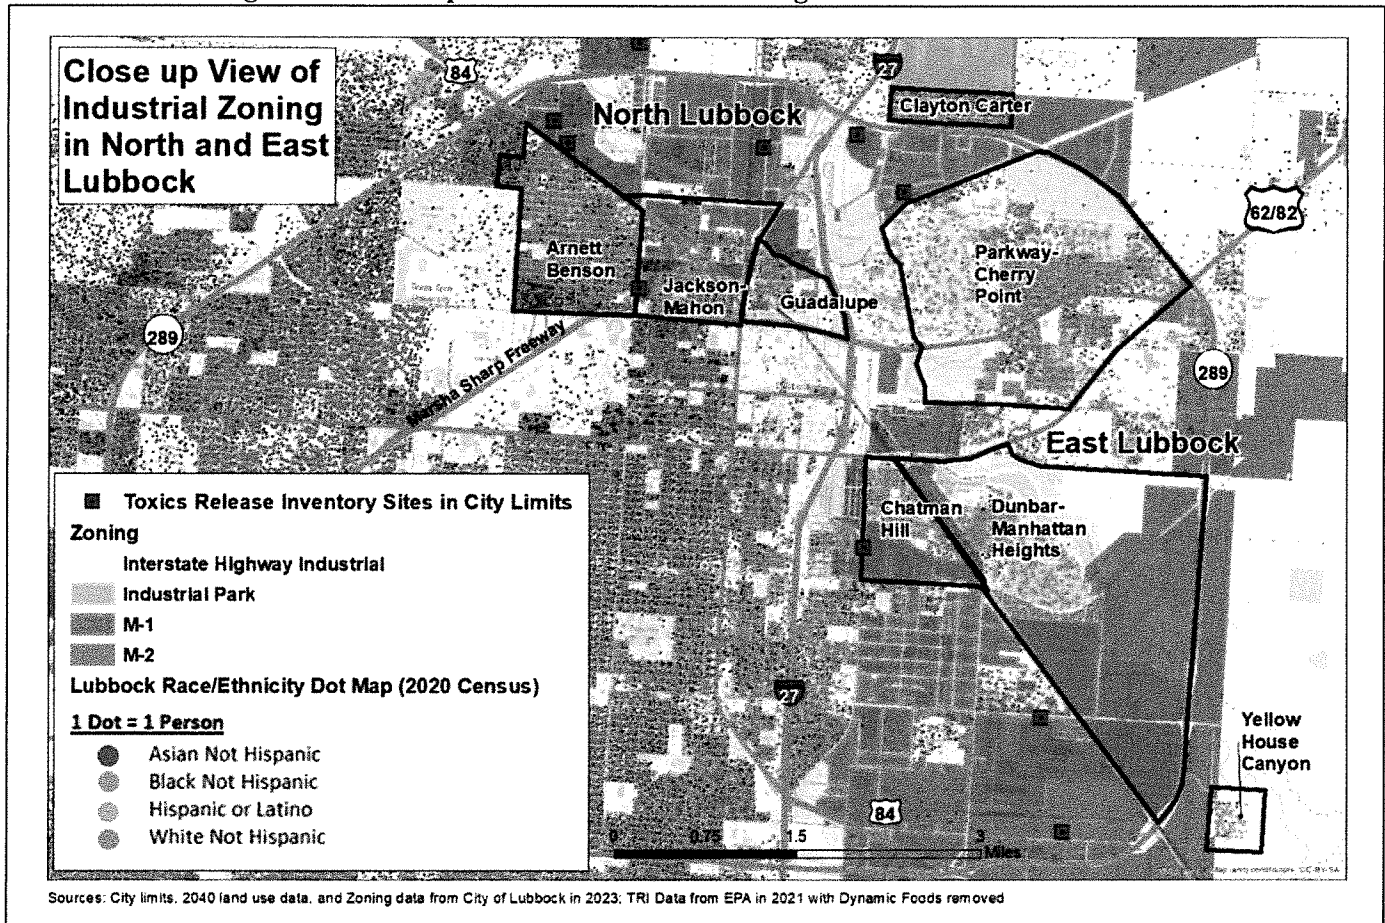 Close up View of
Industrial Zoning
in North and East
Lubbock
84
27
North Lubbock
Clayton Carter
62/82
Arnett
Benson
Jackson-
Mahon
Guadalupe
Parkway-
Cherry
Point
289
Marsha Sharp Freeway
289
East Lubbock
Chatman
Hill
Dunbar-
Manhattan
Heights
Toxics Release Inventory Sites in City Limits
Zoning
Interstate Highway Industrial
Industrial Park
M-1
M-2
Lubbock Race/Ethnicity Dot Map (2020 Census)
1 Dot = 1 Person
Asian Not Hispanic
Black Not Hispanic
Hispanic or Latino
White Not Hispanic
27
Yellow
House
Canyon
84
0 0.75 1.5 3
Miles
Sources: City limits, 2040 land use data, and Zoning data from City of Lubbock in 2023; TRI Data from EPA in 2021 with Dynamic Foods removed